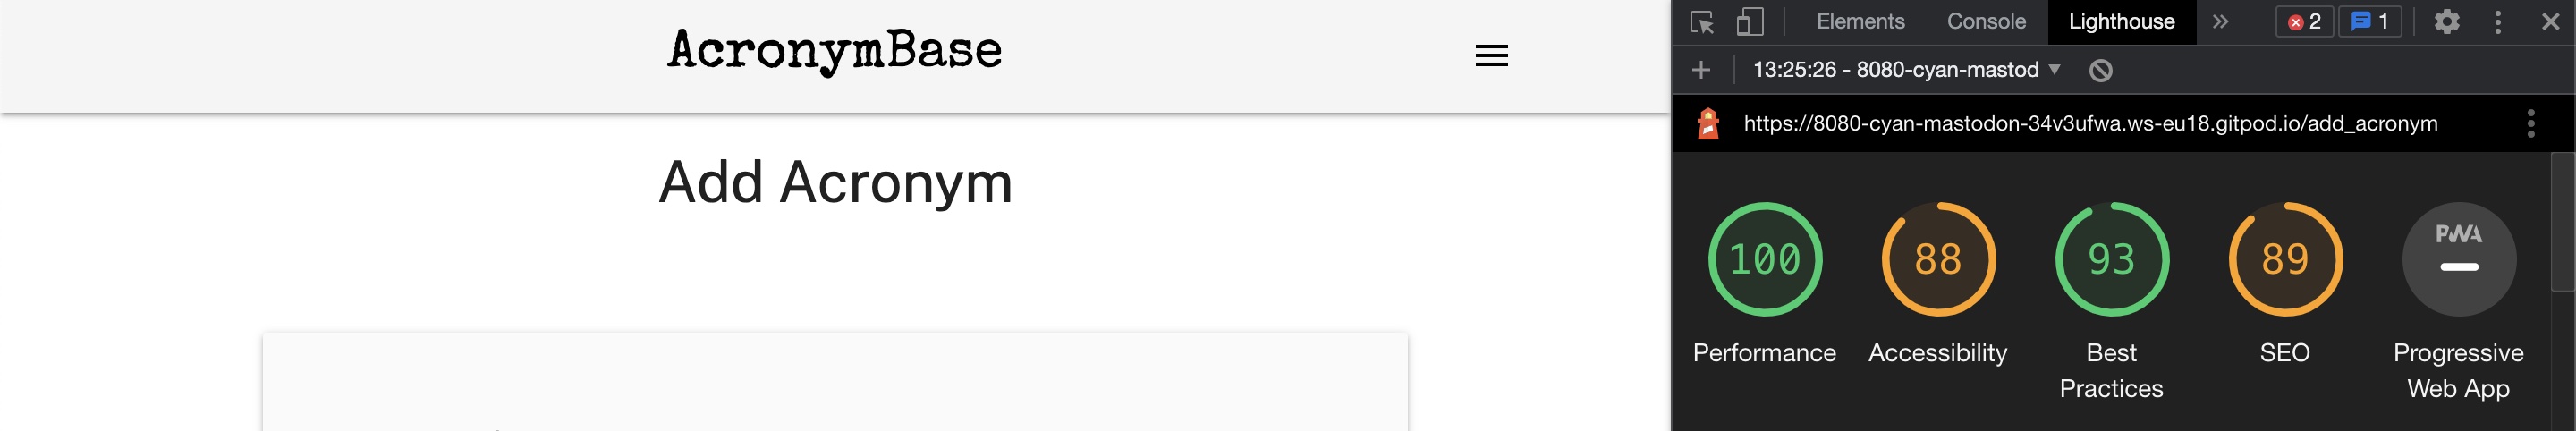 AcronymBase
Add Acronym
Elements Console Lighthouse » 2 1
13:25:26 - 8080-cyan-mastod
https://8080-cyan-mastodon-34v3ufwa.ws-eu18.gitpod.io/add_acronym
100 88 93 89 PWA
Performance Accessibility Best Practices SEO Progressive Web App